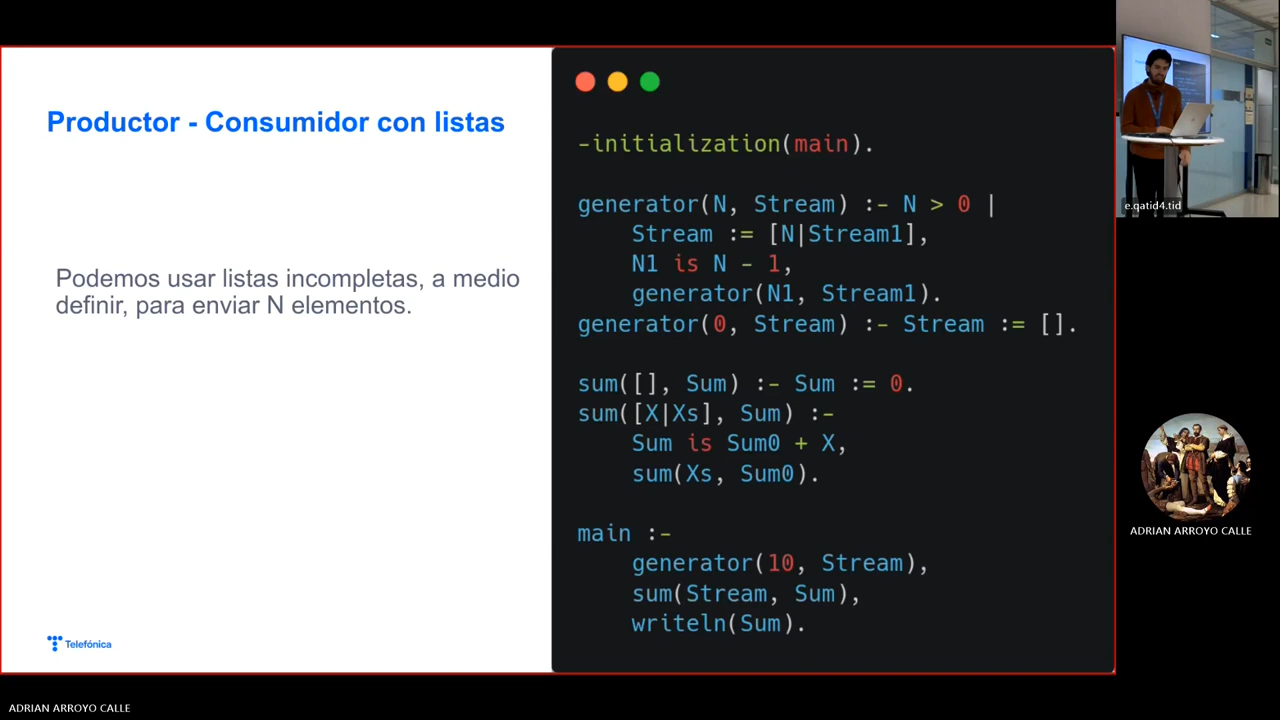 Productor - Consumidor con listas
Podemos usar listas incompletas, a medio
definir, para enviar N elementos.
Telefónica
-initialization(main).
generator(N, Stream) :- N > 0 |
    Stream := [N|Stream1],
    N1 is N - 1,
    generator(N1, Stream1).
generator(0, Stream) :- Stream := [].
sum([], Sum) :- Sum := 0.
sum([X|Xs], Sum) :-
    Sum is Sum0 + X,
    sum(Xs, Sum0).
main :-
    generator(10, Stream),
    sum(Stream, Sum),
    writeln(Sum).
e.qatid4.tid
ADRIAN ARROYO CALLE
ADRIAN ARROYO CALLE